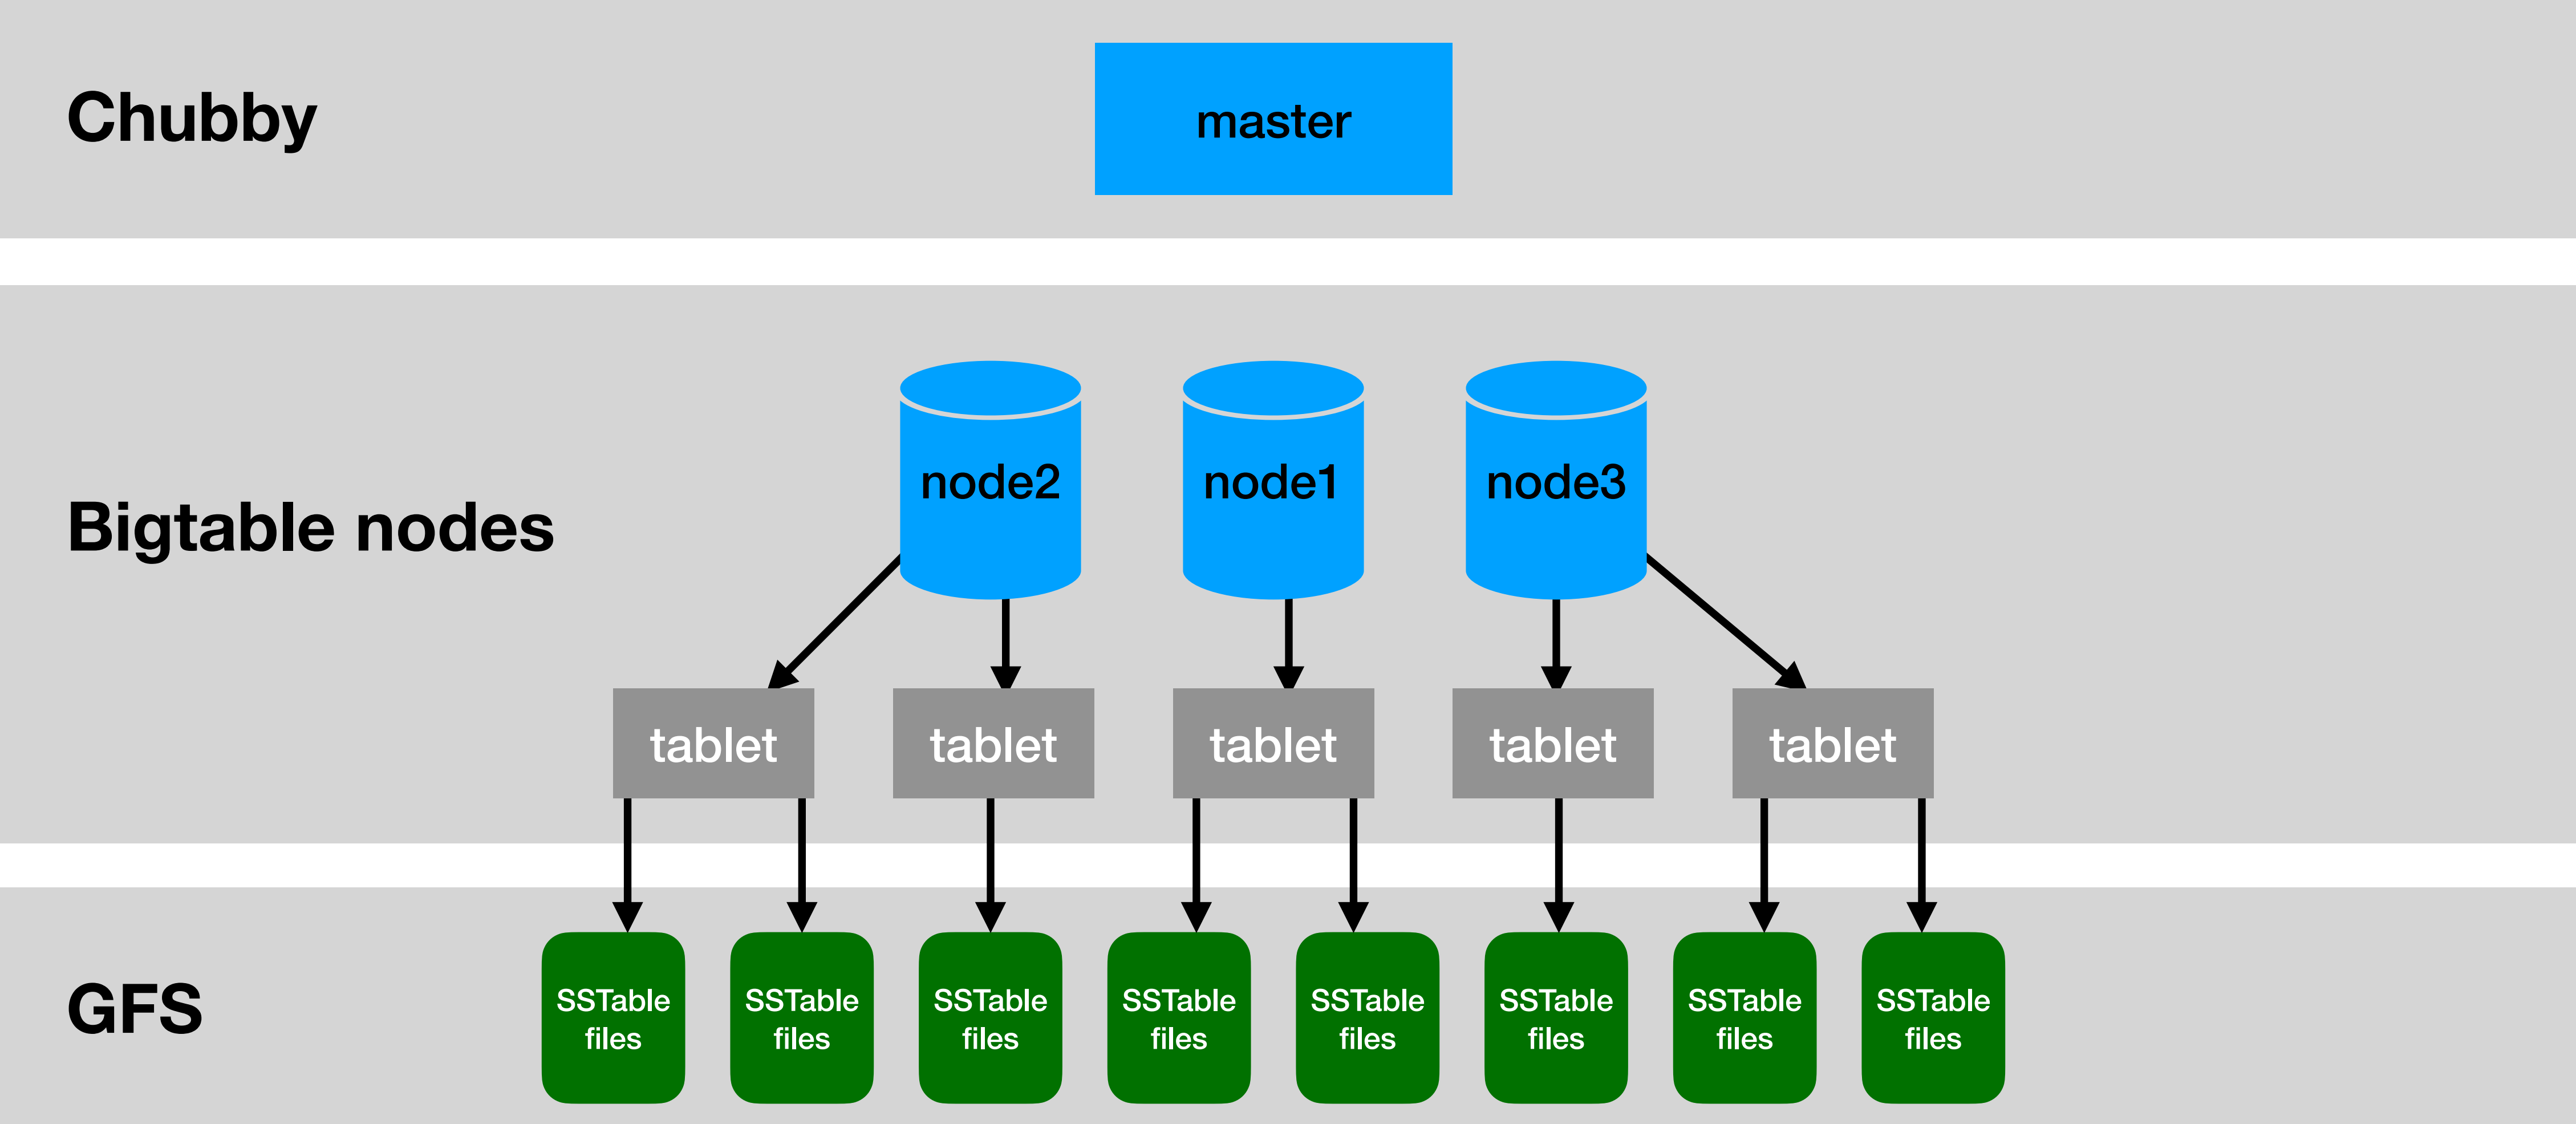 Chubby
master
Bigtable nodes
node2
node1
node3
tablet
tablet
tablet
tablet
tablet
GFS
SSTable
files
SSTable
files
SSTable
files
SSTable
files
SSTable
files
SSTable
files
SSTable
files
SSTable
files